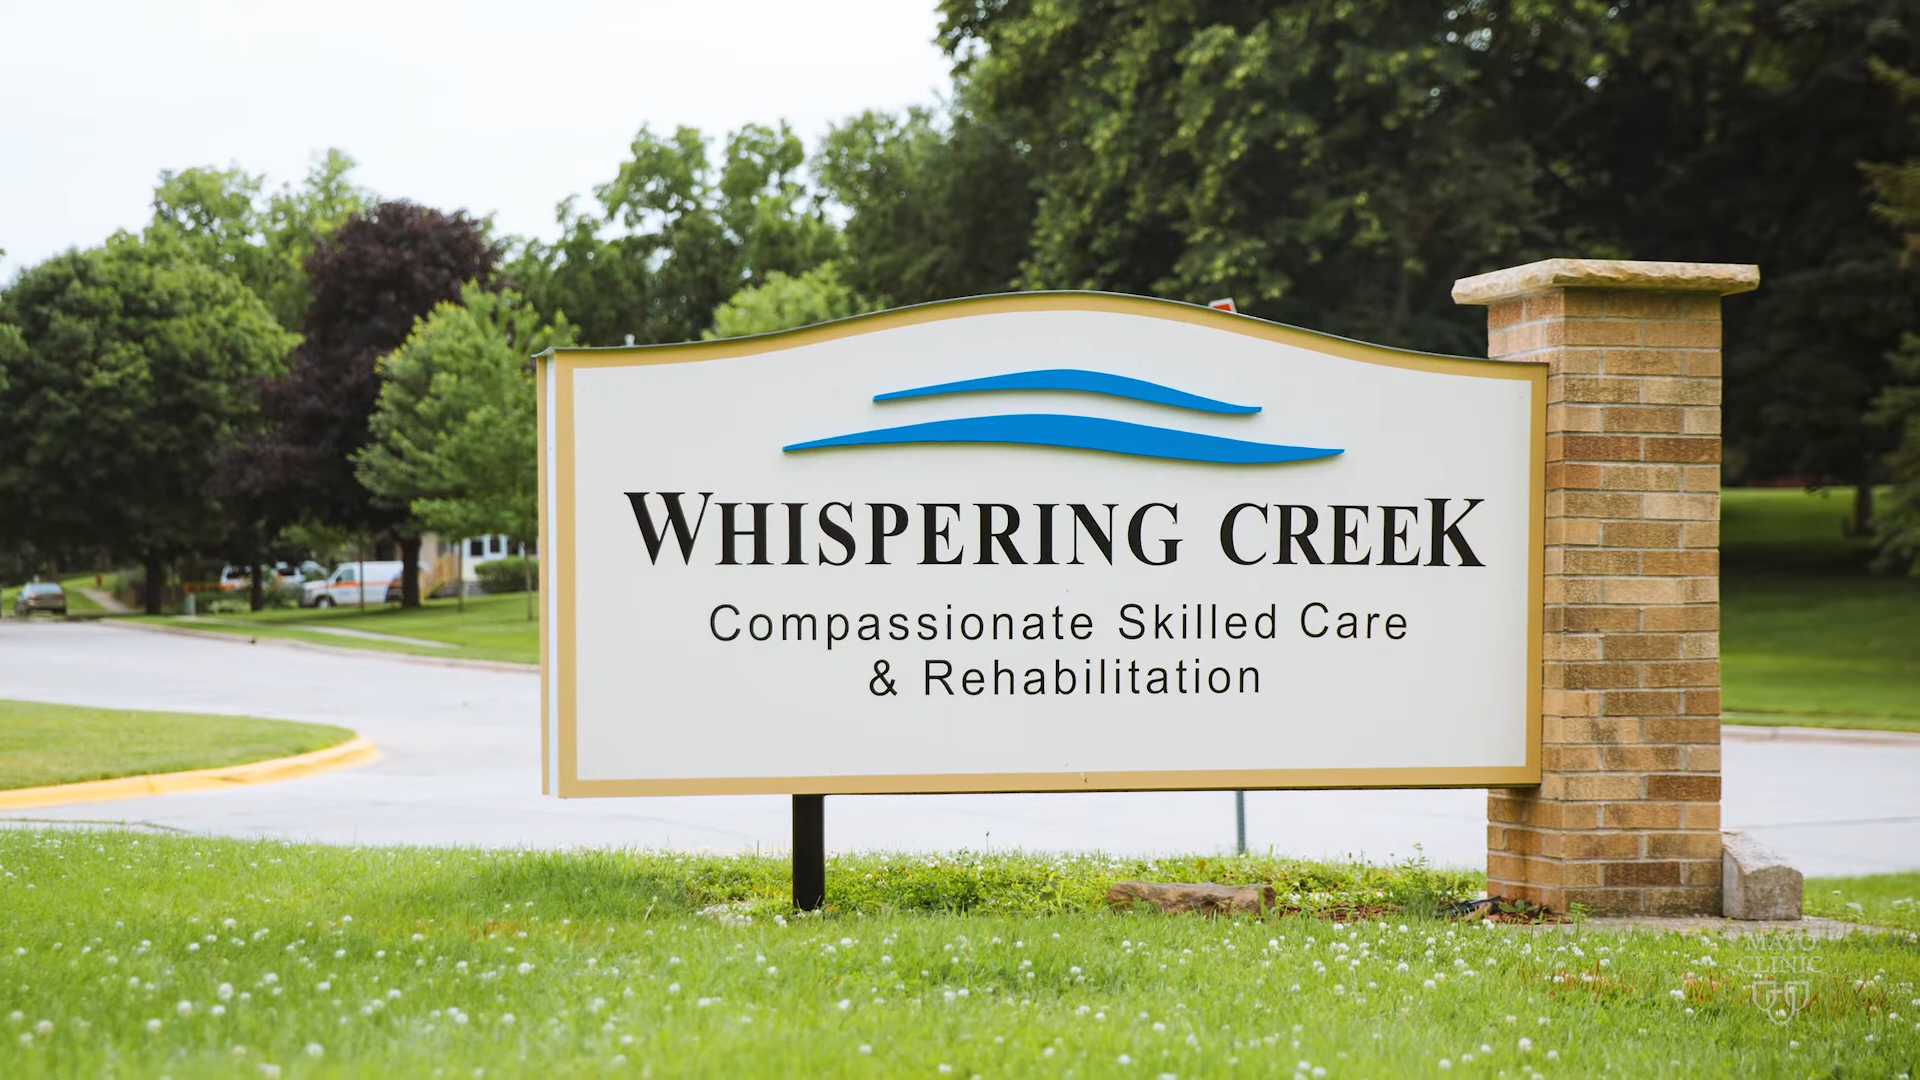 WHISPERING CREEK
Compassionate Skilled Care
& Rehabilitation
MAYO
CLINIC